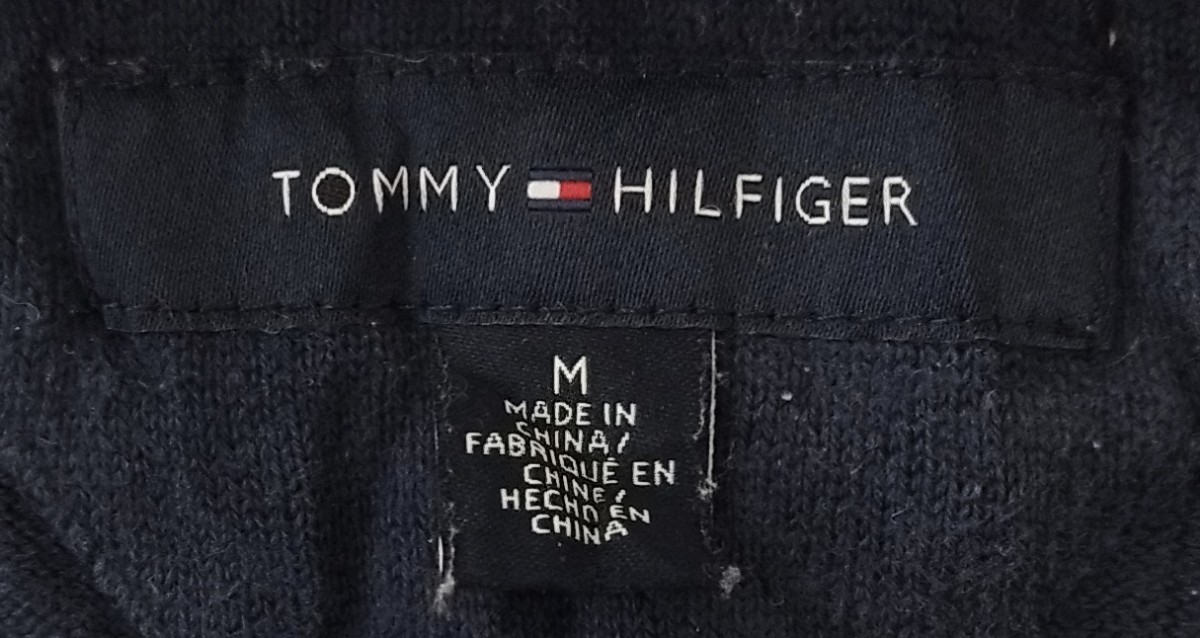 TOMMY HILFIGER
M
MADE IN
CHINA/
FABRIQUÉ EN
CHINE/
HECHO EN
CHINA